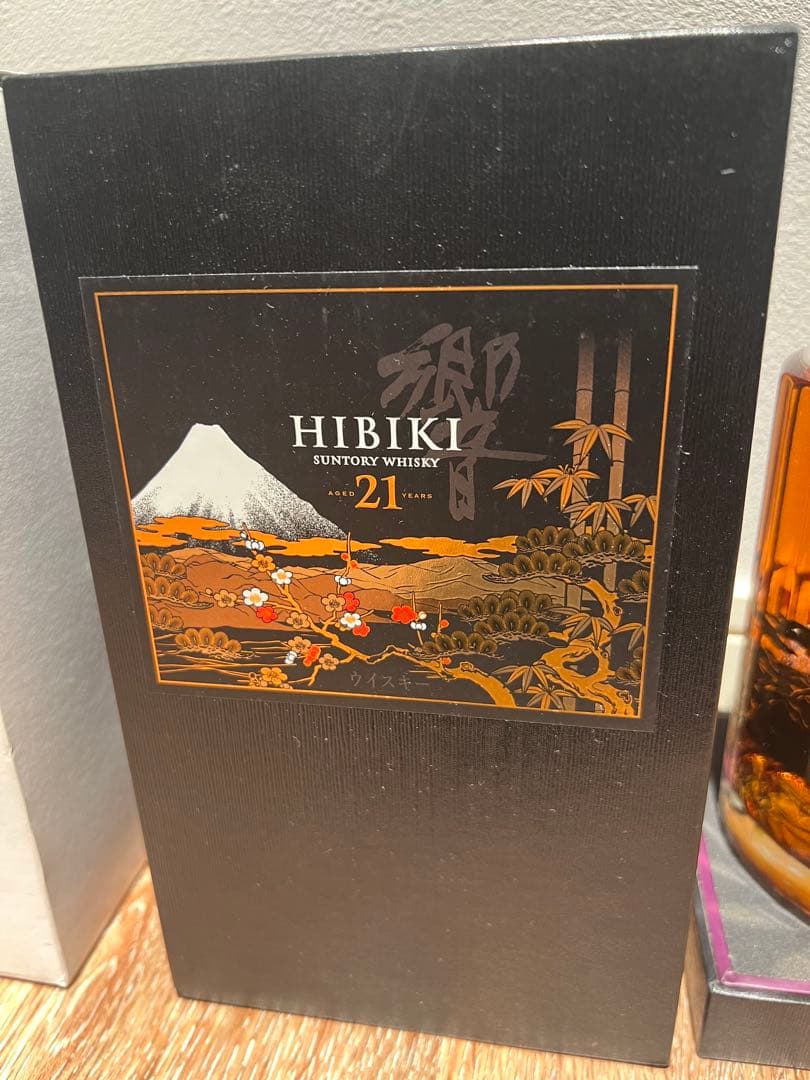 響
HIBIKI
SUNTORY WHISKY
AGED 21 YEARS
ウイスキー